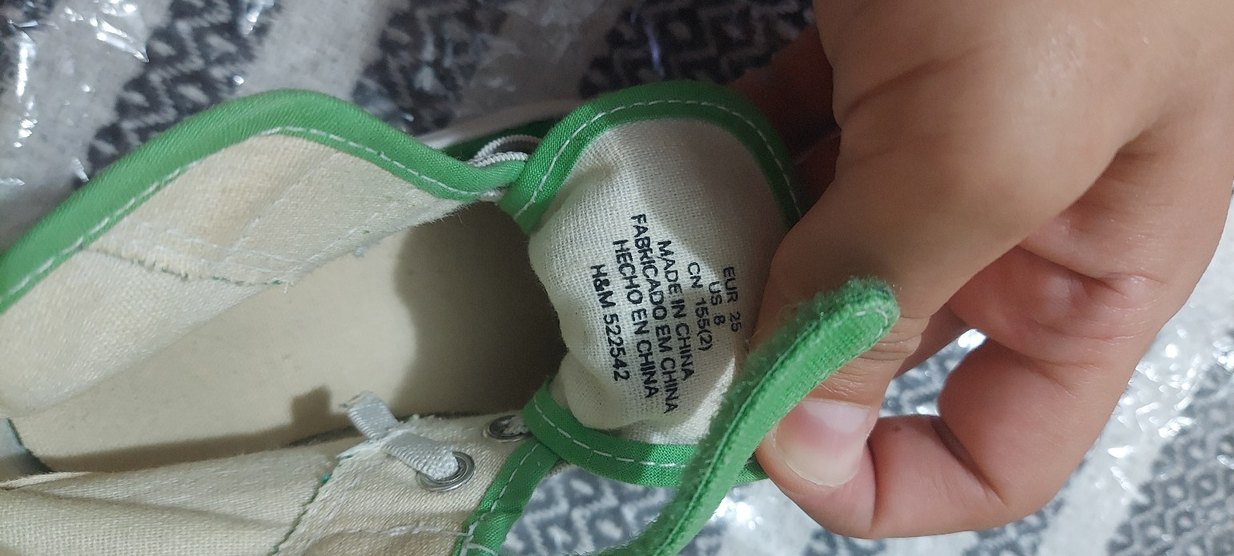 EUR 25
US 8
CN 155(2)
MADE IN CHINA
FABRICADO EM CHINA
HECHO EN CHINA
H&M 522542